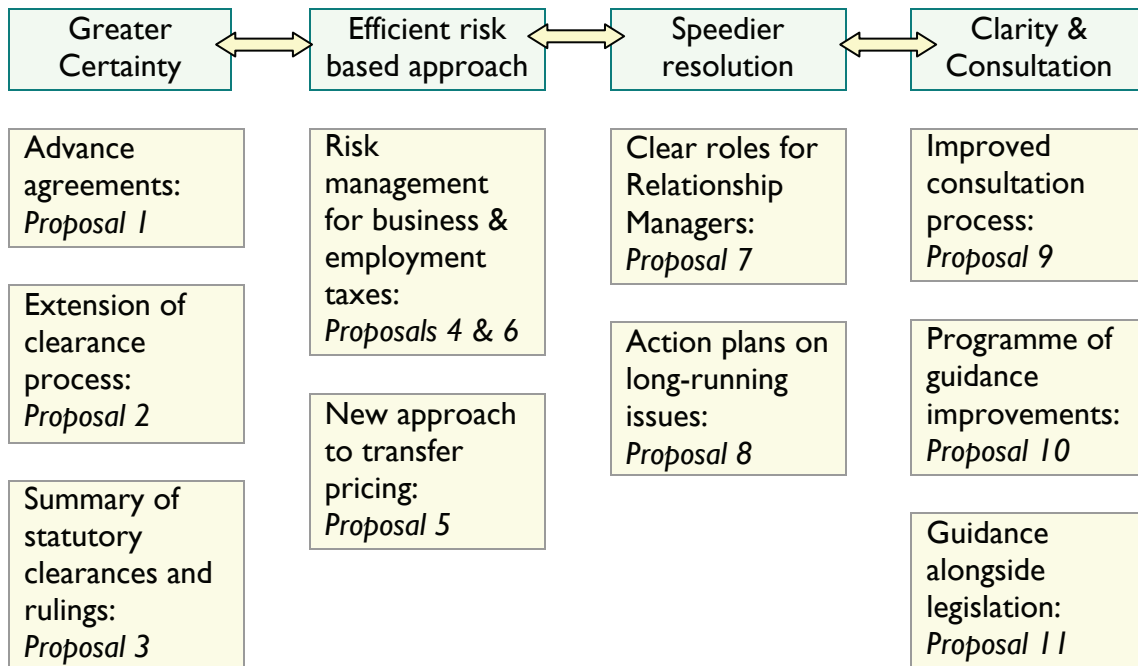 Greater
Certainty
Efficient risk
based approach
Speedier
resolution
Clarity &
Consultation
Advance
agreements:
Proposal 1
Extension of
clearance
process:
Proposal 2
Summary of
statutory
clearances and
rulings:
Proposal 3
Risk
management
for business &
employment
taxes:
Proposals 4 & 6
New approach
to transfer
pricing:
Proposal 5
Clear roles for
Relationship
Managers:
Proposal 7
Action plans on
long-running
issues:
Proposal 8
Improved
consultation
process:
Proposal 9
Programme of
guidance
improvements:
Proposal 10
Guidance
alongside
legislation:
Proposal 11